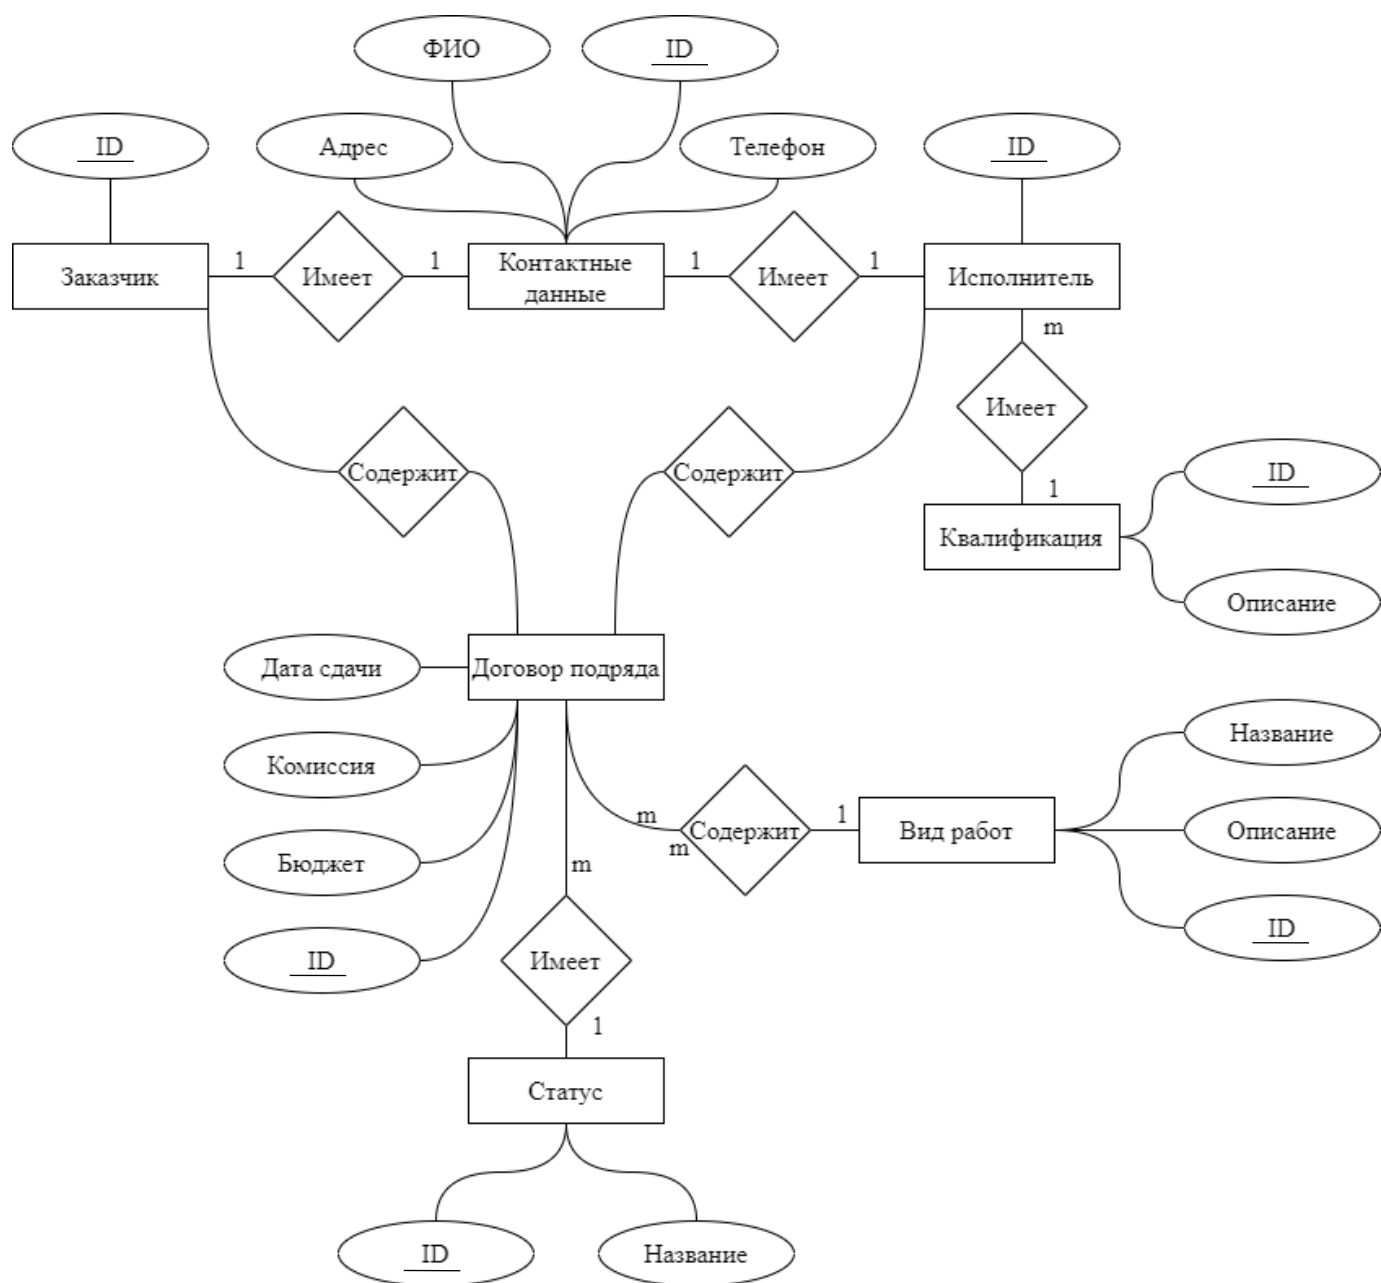 ФИО
ID
ID
Адрес
Телефон
ID
Заказчик
1
Имеет
1
Контактные
данные
1
Имеет
1
Исполнитель
m
Имеет
1
Содержит
Содержит
ID
Квалификация
Описание
Дата сдачи
Договор подряда
Комиссия
Название
Бюджет
m
m
Содержит
1
Вид работ
Описание
m
ID
ID
Имеет
1
Статус
ID
Название